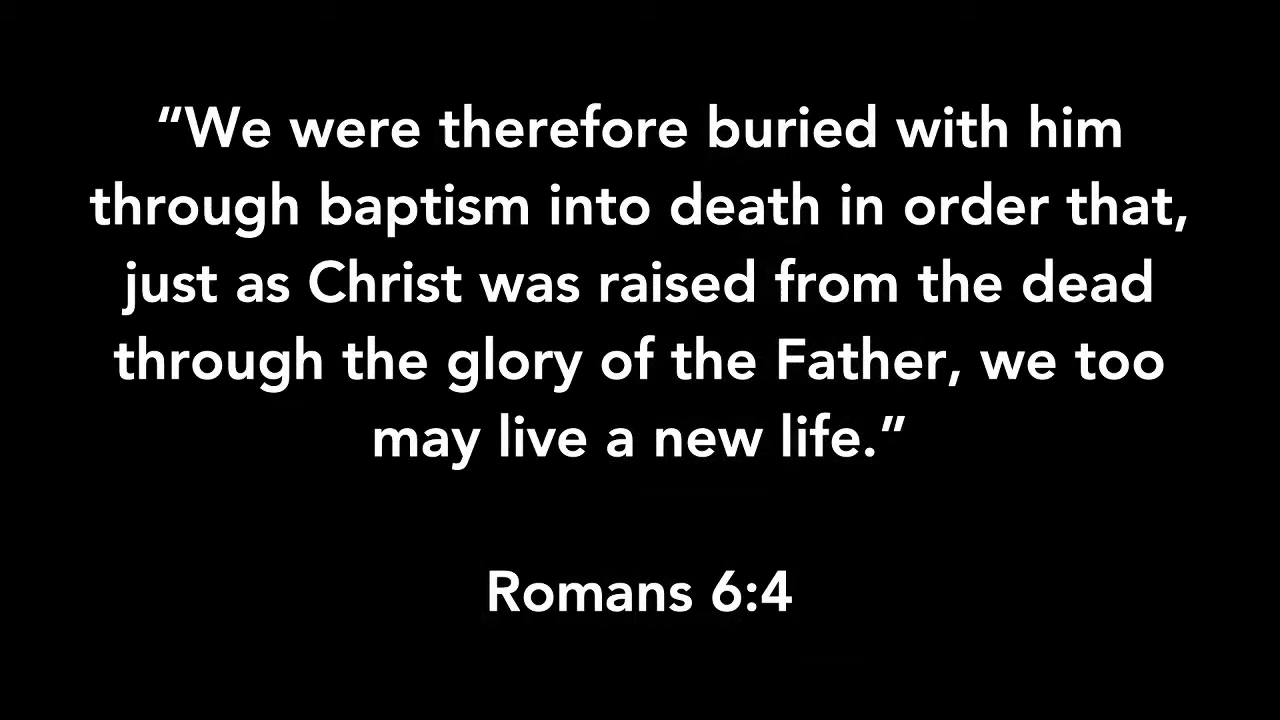 “We were therefore buried with him
through baptism into death in order that,
just as Christ was raised from the dead
through the glory of the Father, we too
may live a new life.”
Romans 6:4